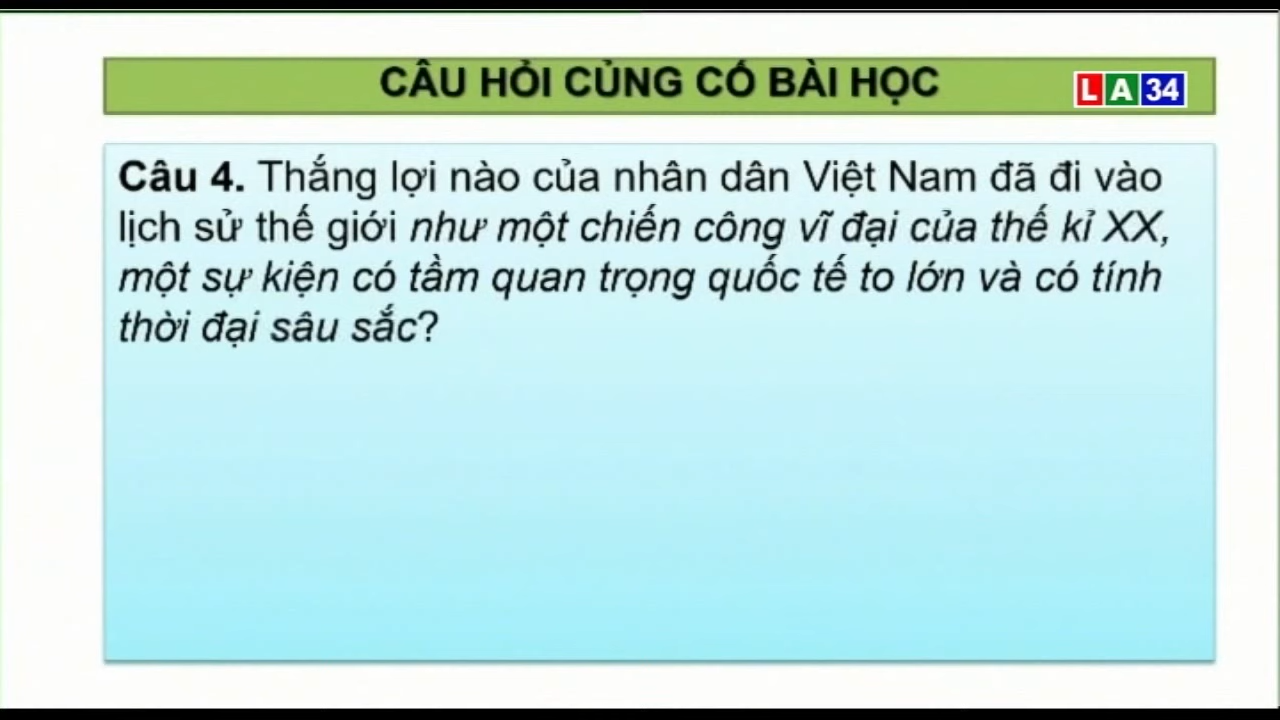 CÂU HỎI CỦNG CỐ BÀI HỌC
LA34
Câu 4. Thắng lợi nào của nhân dân Việt Nam đã đi vào
lịch sử thế giới như một chiến công vĩ đại của thế kỉ XX,
một sự kiện có tầm quan trọng quốc tế to lớn và có tính
thời đại sâu sắc?